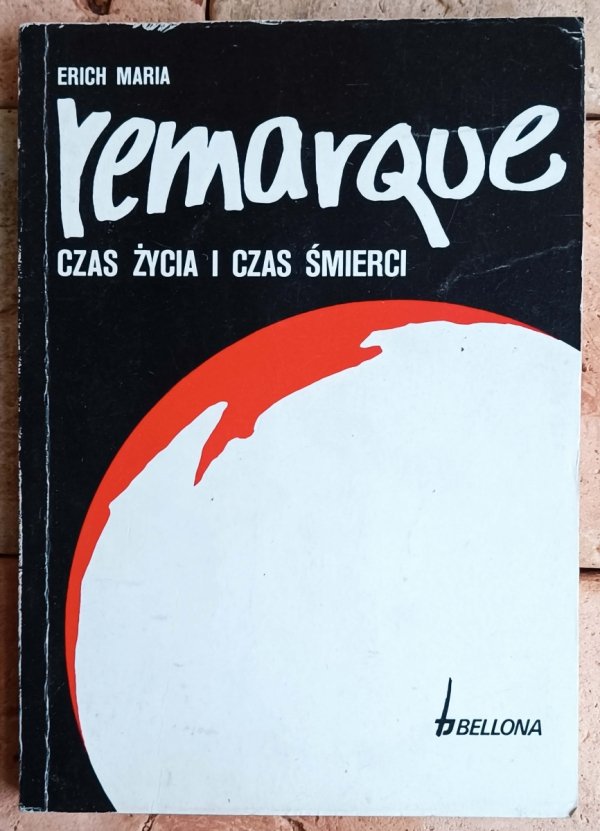 ERICH MARIA
remarque
CZAS ŻYCIA I CZAS ŚMIERCI
BELLONA